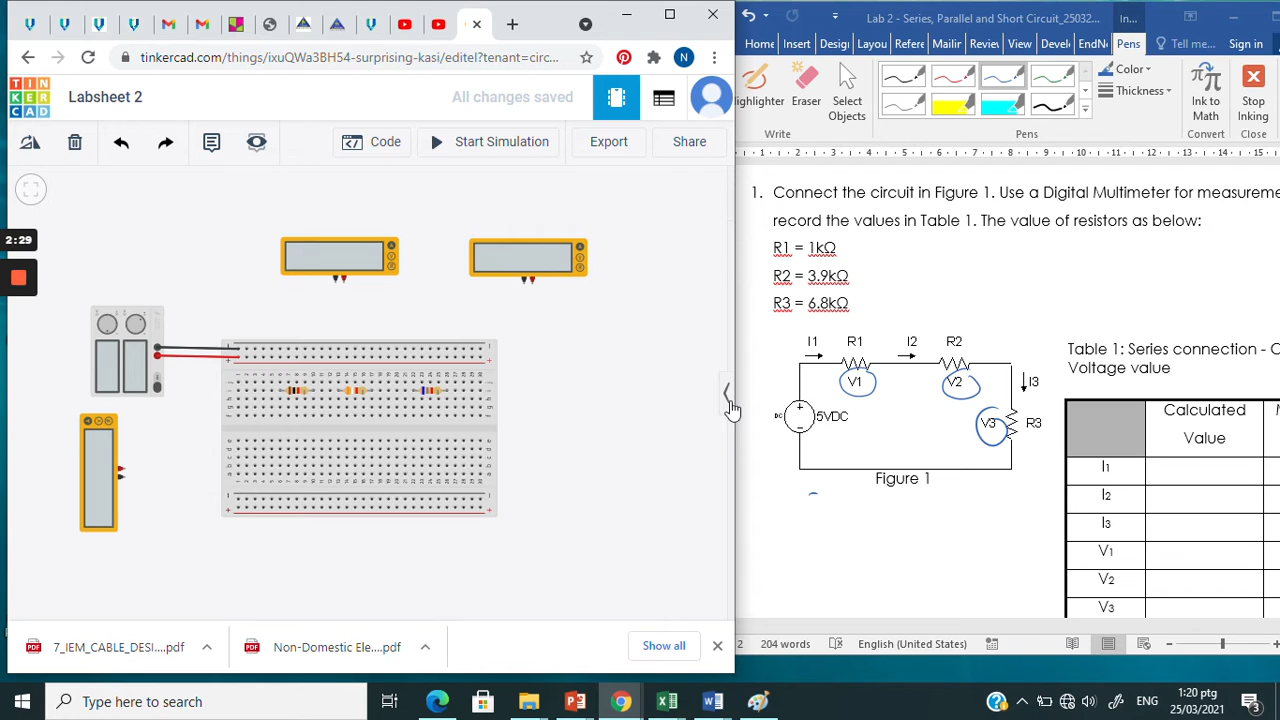 Lab 2 - Series, Parallel and Short Circuit_25032...
In...
tinkercad.com/things/ixuQWa3BH54-surprising-kasi/editel?tenant=circ...
N
Home
Insert
Design
Layou
Refere
Mailir
Reviev
View
Develo
EndNo
Pens
Tell me...
Sign in
TIN
KER
CAD
Labsheet 2
All changes saved
Highlighter
Eraser
Select
Objects
Color
Thickness
Ink to
Math
Stop
Inking
Write
Pens
Convert
Close
Code
Start Simulation
Export
Share
2:29
1. Connect the circuit in Figure 1. Use a Digital Multimeter for measureme
record the values in Table 1. The value of resistors as below:
R1 = 1kΩ
R2 = 3.9kΩ
R3 = 6.8kΩ
I1 R1 I2 R2
V1 V2 I3
DC 5VDC V3 R3
Figure 1
Table 1: Series connection - C
Voltage value
Calculated
Value
I1
I2
I3
V1
V2
V3
7_IEM_CABLE_DESI....pdf
Non-Domestic Ele....pdf
Show all
2 204 words English (United States)
Type here to search
ENG
1:20 ptg
25/03/2021
3